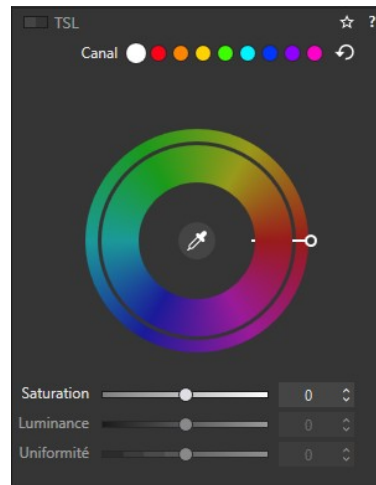 TSL ?
Canal
Saturation 0
Luminance 0
Uniformité 0